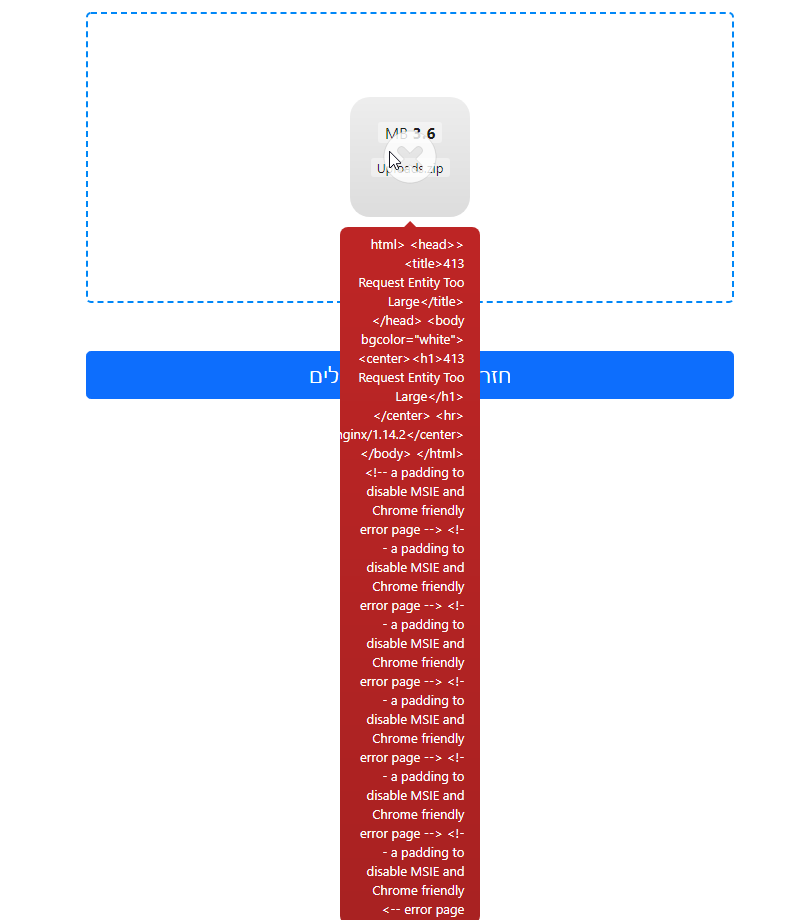 MB 3.6
Uploads.zip
html> <head>>
<title>413
Request Entity Too
Large</title>
</head> <body
bgcolor="white">
<center><h1>413
Request Entity Too
Large</h1>
</center> <hr>
nginx/1.14.2</center>
</body> </html>
<!-- a padding to
disable MSIE and
Chrome friendly
error page --> <!-
- a padding to
disable MSIE and
Chrome friendly
error page --> <!-
- a padding to
disable MSIE and
Chrome friendly
error page --> <!-
- a padding to
disable MSIE and
Chrome friendly
error page --> <!-
- a padding to
disable MSIE and
Chrome friendly
error page --> <!-
- a padding to
disable MSIE and
Chrome friendly
<-- error page